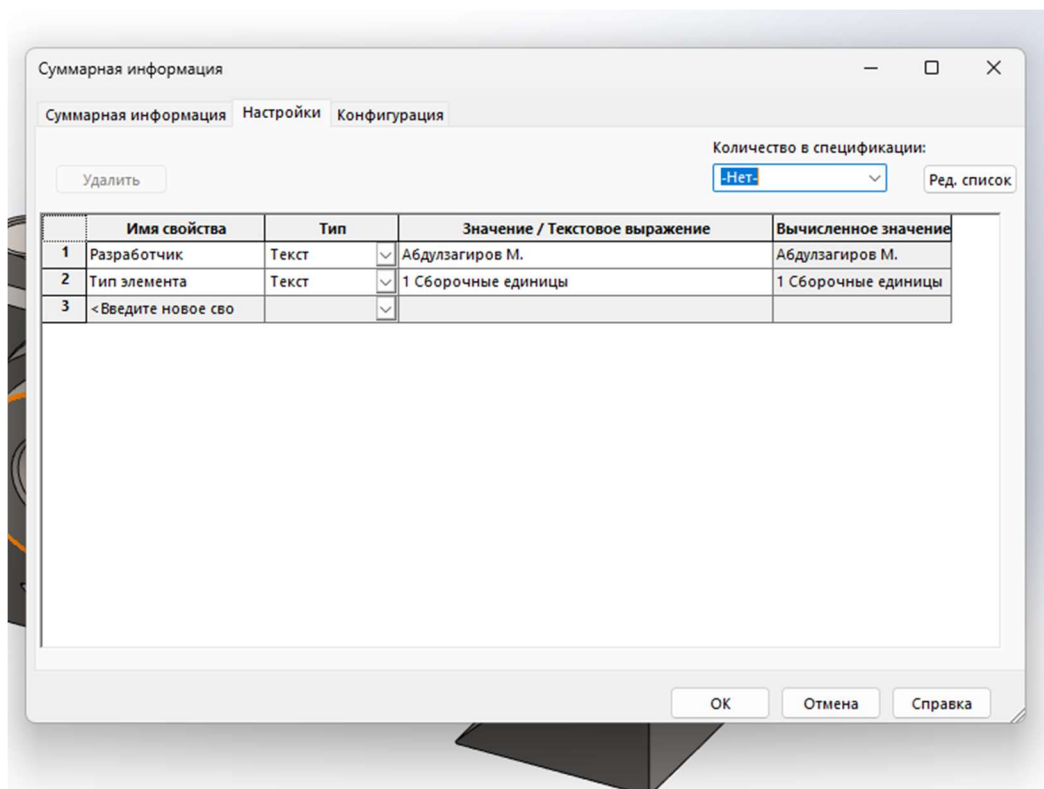 Суммарная информация
Суммарная информация Настройки Конфигурация
Количество в спецификации:
Удалить -Нет- Ред. список
Имя свойства Тип Значение / Текстовое выражение Вычисленное значение
1 Разработчик Текст Абдулзагиров М. Абдулзагиров М.
2 Тип элемента Текст 1 Сборочные единицы 1 Сборочные единицы
3 <Введите новое сво
ОК Отмена Справка